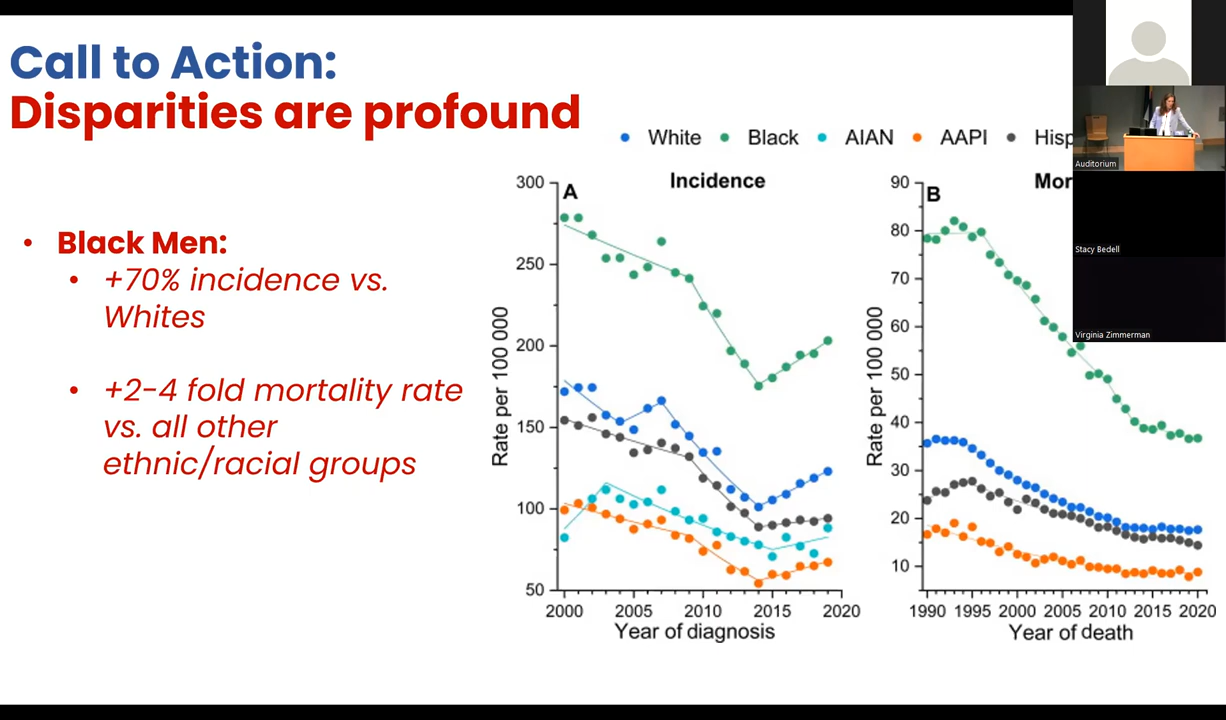 Call to Action:
Disparities are profound
• Black Men:
• +70% incidence vs.
Whites
• +2-4 fold mortality rate
vs. all other
ethnic/racial groups
White Black AIAN AAPI Hisp
A Incidence
300
250
200
150
100
50
Rate per 100 000
2000 2005 2010 2015 2020
Year of diagnosis
B Mor
90
80
70
60
50
40
30
20
10
Rate per 100 000
1990 1995 2000 2005 2010 2015 2020
Year of death
Auditorium
Stacy Bedell
Virginia Zimmerman